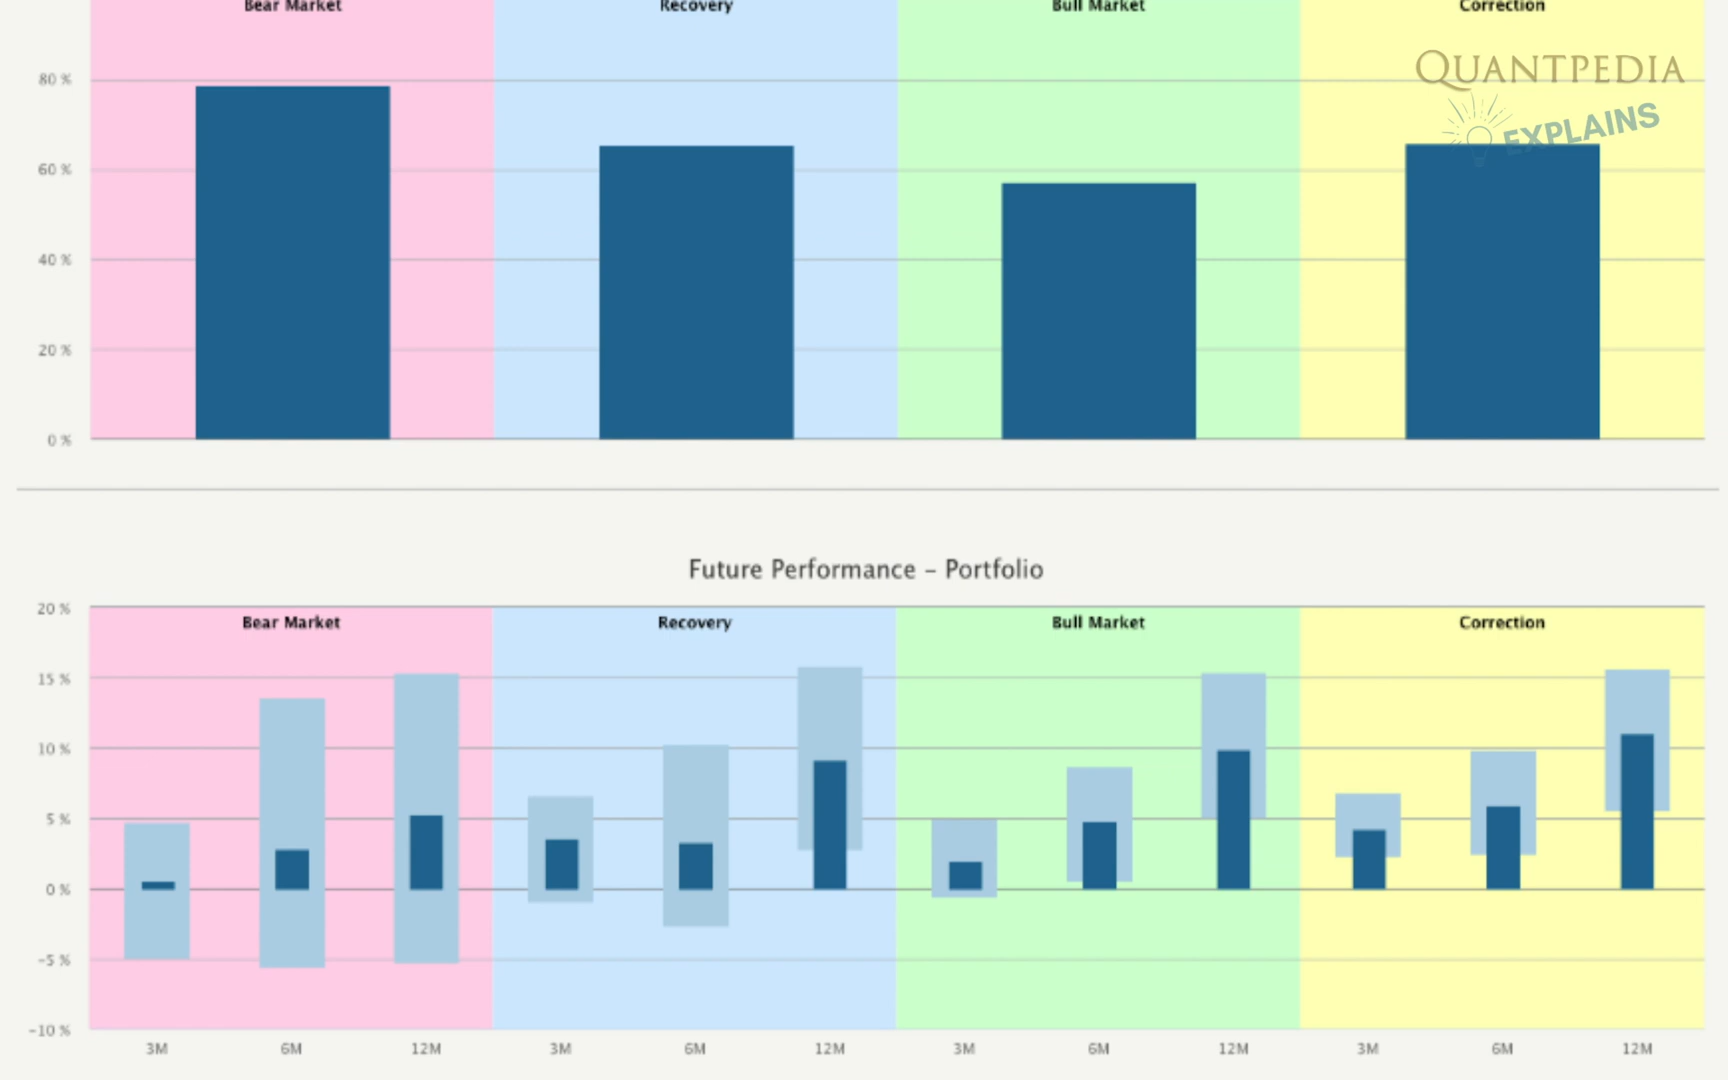 Bear Market Recovery Bull Market Correction
QUANTPEDIA
EXPLAINS
80 %
60 %
40 %
20 %
0 %
Future Performance – Portfolio
20 %
Bear Market Recovery Bull Market Correction
15 %
10 %
5 %
0 %
−5 %
−10 %
3M 6M 12M 3M 6M 12M 3M 6M 12M 3M 6M 12M